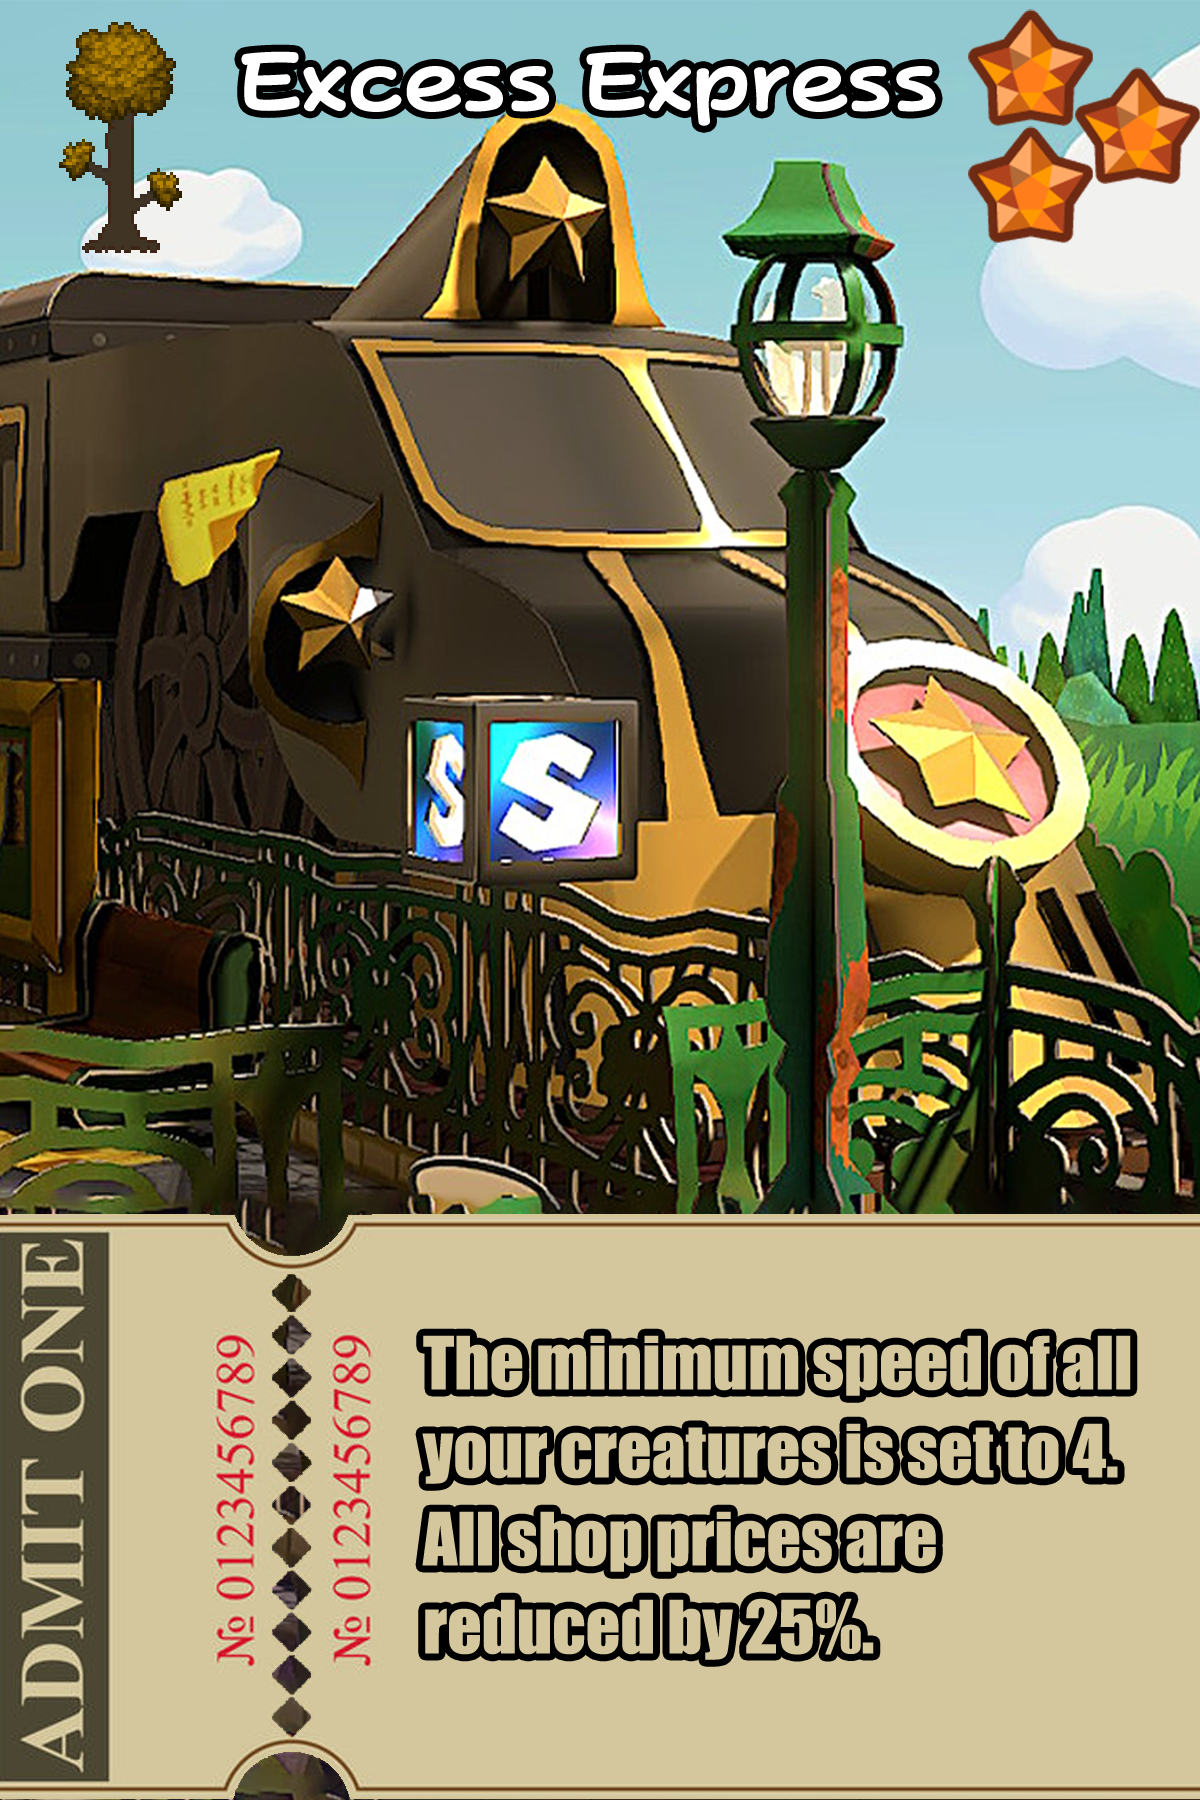 Excess Express
S S
ADMIT ONE
№ 0123456789
№ 0123456789
The minimum speed of all
your creatures is set to 4.
All shop prices are
reduced by 25%.